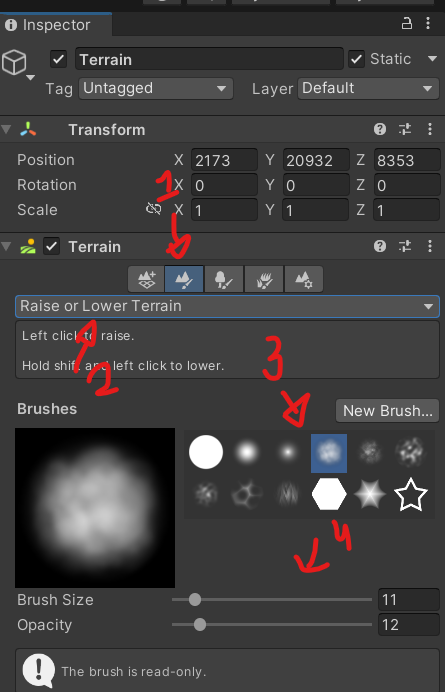 Inspector
Terrain
Static
Tag Untagged Layer Default
Transform
Position X 2173 Y 20932 Z 8353
Rotation X 0 Y 0 Z 0
1
Scale X 1 Y 1 Z 1
Terrain
Raise or Lower Terrain
Left click to raise.
Hold shift and left click to lower.
2
3
Brushes New Brush...
4
Brush Size 11
Opacity 12
The brush is read-only.